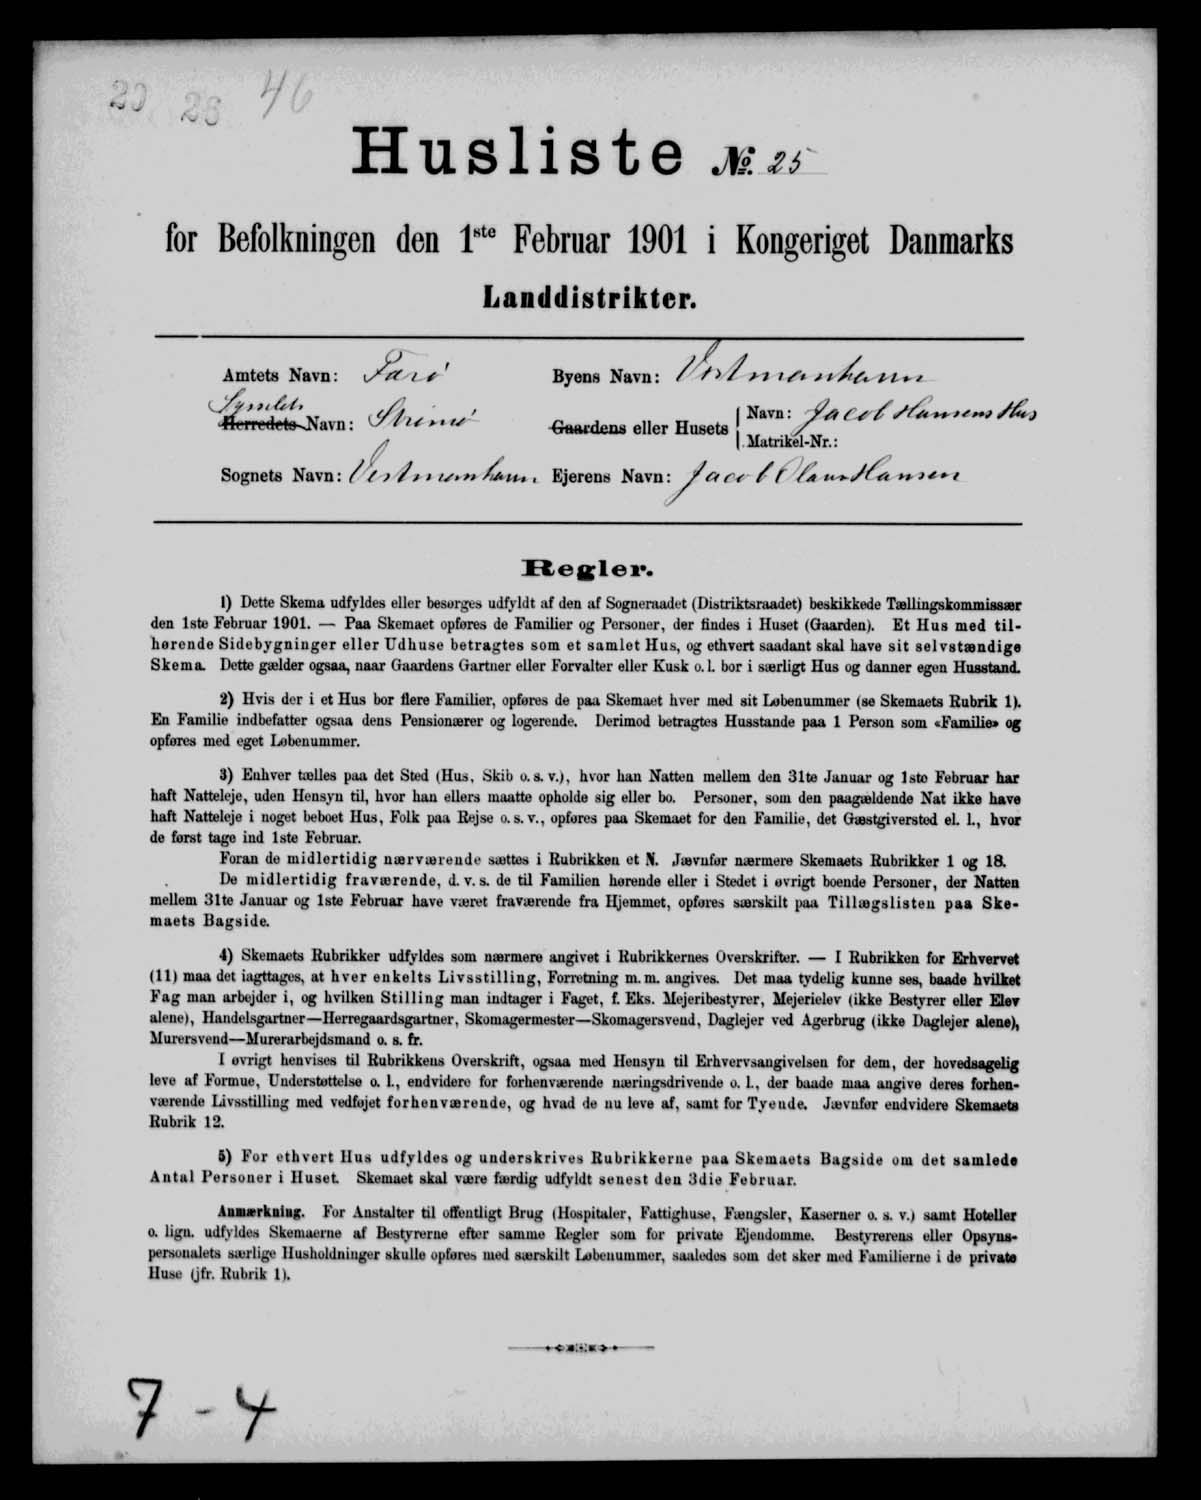 20 28 46
Husliste №. 25
for Befolkningen den 1ste Februar 1901 i Kongeriget Danmarks
Landdistrikter.
Amtets Navn: Færø
Byens Navn: Vestmanhavn
Sysselets
Herredets Navn: Strømø
Gaardens eller Husets
Navn: Jacob Hansens Hus
Matrikel-Nr.:
Sognets Navn: Vestmanhavn
Ejerens Navn: Jacob Olaus Hansen
Regler.
1) Dette Skema udfyldes eller besørges udfyldt af den af Sogneraadet (Distriktsraadet) beskikkede Tællingskommissær
den 1ste Februar 1901. — Paa Skemaet opføres de Familier og Personer, der findes i Huset (Gaarden). Et Hus med til-
hørende Sidebygninger eller Udhuse betragtes som et samlet Hus, og ethvert saadant skal have sit selvstændige
Skema. Dette gælder ogsaa, naar Gaardens Gartner eller Forvalter eller Kusk o. l. bor i særligt Hus og danner egen Husstand.
2) Hvis der i et Hus bor flere Familier, opføres de paa Skemaet hver med sit Løbenummer (se Skemaets Rubrik 1).
En Familie indbefatter ogsaa dens Pensionærer og logerende. Derimod betragtes Husstande paa 1 Person som «Familie» og
opføres med eget Løbenummer.
3) Enhver tælles paa det Sted (Hus, Skib o. s. v.), hvor han Natten mellem den 31te Januar og 1ste Februar har
haft Natteleje, uden Hensyn til, hvor han ellers maatte opholde sig eller bo. Personer, som den paagældende Nat ikke have
haft Natteleje i noget beboet Hus, Folk paa Rejse o. s. v., opføres paa Skemaet for den Familie, det Gæstgiversted el. l., hvor
de først tage ind 1ste Februar.
Foran de midlertidig nærværende sættes i Rubrikken et N. Jævnfør nærmere Skemaets Rubrikker 1 og 18.
De midlertidig fraværende, d. v. s. de til Familien hørende eller i Stedet i øvrigt boende Personer, der Natten
mellem 31te Januar og 1ste Februar have været fraværende fra Hjemmet, opføres særskilt paa Tillægslisten paa Ske-
maets Bagside.
4) Skemaets Rubrikker udfyldes som nærmere angivet i Rubrikkernes Overskrifter. — I Rubrikken for Erhvervet
(11) maa det iagttages, at hver enkelts Livsstilling, Forretning m. m. angives. Det maa tydelig kunne ses, baade hvilket
Fag man arbejder i, og hvilken Stilling man indtager i Faget, f. Eks. Mejeribestyrer, Mejerielev (ikke Bestyrer eller Elev
alene), Handelsgartner—Herregaardsgartner, Skomagermester—Skomagersvend, Daglejer ved Agerbrug (ikke Daglejer alene),
Murersvend—Murerarbejdsmand o. s. fr.
I øvrigt henvises til Rubrikkens Overskrift, ogsaa med Hensyn til Erhvervsangivelsen for dem, der hovedsagelig
leve af Formue, Understøttelse o. l., endvidere for forhenværende næringsdrivende o. l., der baade maa angive deres forhen-
værende Livsstilling med vedføjet forhenværende, og hvad de nu leve af, samt for Tyende. Jævnfør endvidere Skemaets
Rubrik 12.
5) For ethvert Hus udfyldes og underskrives Rubrikkerne paa Skemaets Bagside om det samlede
Antal Personer i Huset. Skemaet skal være færdig udfyldt senest den 3die Februar.
Anmærkning. For Anstalter til offentligt Brug (Hospitaler, Fattighuse, Fængsler, Kaserner o. s. v.) samt Hoteller
o. lign. udfyldes Skemaerne af Bestyrerne efter samme Regler som for private Ejendomme. Bestyrerens eller Opsyns-
personalets særlige Husholdninger skulle opføres med særskilt Løbenummer, saaledes som det sker med Familierne i de private
Huse (jfr. Rubrik 1).
7 - 4